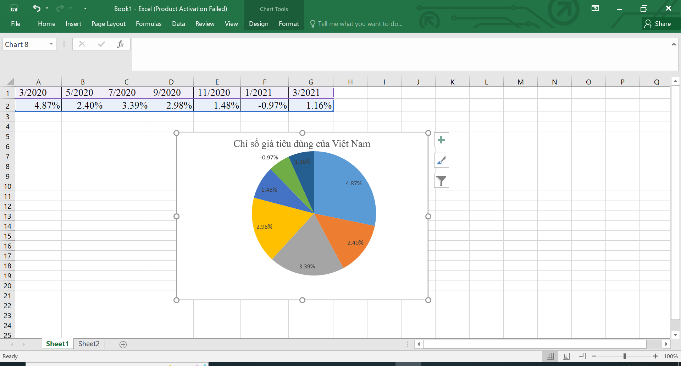 Book1 - Excel (Product Activation Failed)
Chart Tools
File Home Insert Page Layout Formulas Data Review View Design Format Tell me what you want to do... Share
Chart 8
fx
A B C D E F G H I J K L M N O P Q
1 3/2020 5/2020 7/2020 9/2020 11/2020 1/2021 3/2021
2 4.87% 2.40% 3.39% 2.98% 1.48% -0.97% 1.16%
3
4
5
6
7
8
9
10
11
12
13
14
15
16
17
18
19
20
21
22
23
24
25
Chỉ số giá tiêu dùng của Việt Nam
-0.97%
1.16%
4.87%
1.48%
2.98%
2.40%
3.39%
Sheet1 Sheet2
Ready
100%